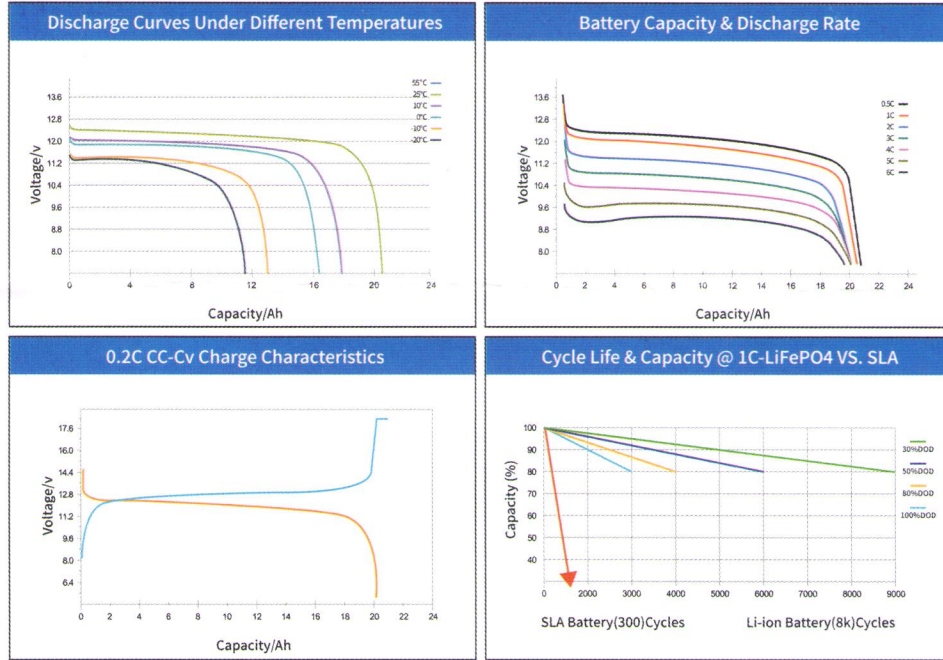 Discharge Curves Under Different Temperatures
Voltage/v
13.6
12.8
12.0
11.2
10.4
9.6
8.8
8.0
0
4
8
12
16
20
24
Capacity/Ah
55°C
25°C
10°C
0°C
-10°C
-20°C
Battery Capacity & Discharge Rate
Voltage/v
13.6
12.8
12.0
11.2
10.4
9.6
8.8
8.0
0
2
4
6
8
10
12
14
16
18
20
22
24
Capacity/Ah
0.5C
1C
2C
3C
4C
5C
6C
0.2C CC-Cv Charge Characteristics
Voltage/v
17.6
16.0
14.4
12.8
11.2
9.6
8.0
6.4
0
2
4
6
8
10
12
14
16
18
20
22
24
Capacity/Ah
Cycle Life & Capacity @ 1C-LiFePO4 VS. SLA
Capacity (%)
100
90
80
70
60
50
40
0
2000
2000
4000
5000
6000
7000
8000
9000
30%DOD
50%DOD
80%DOD
100%DOD
SLA Battery(300)Cycles
Li-ion Battery(8k)Cycles